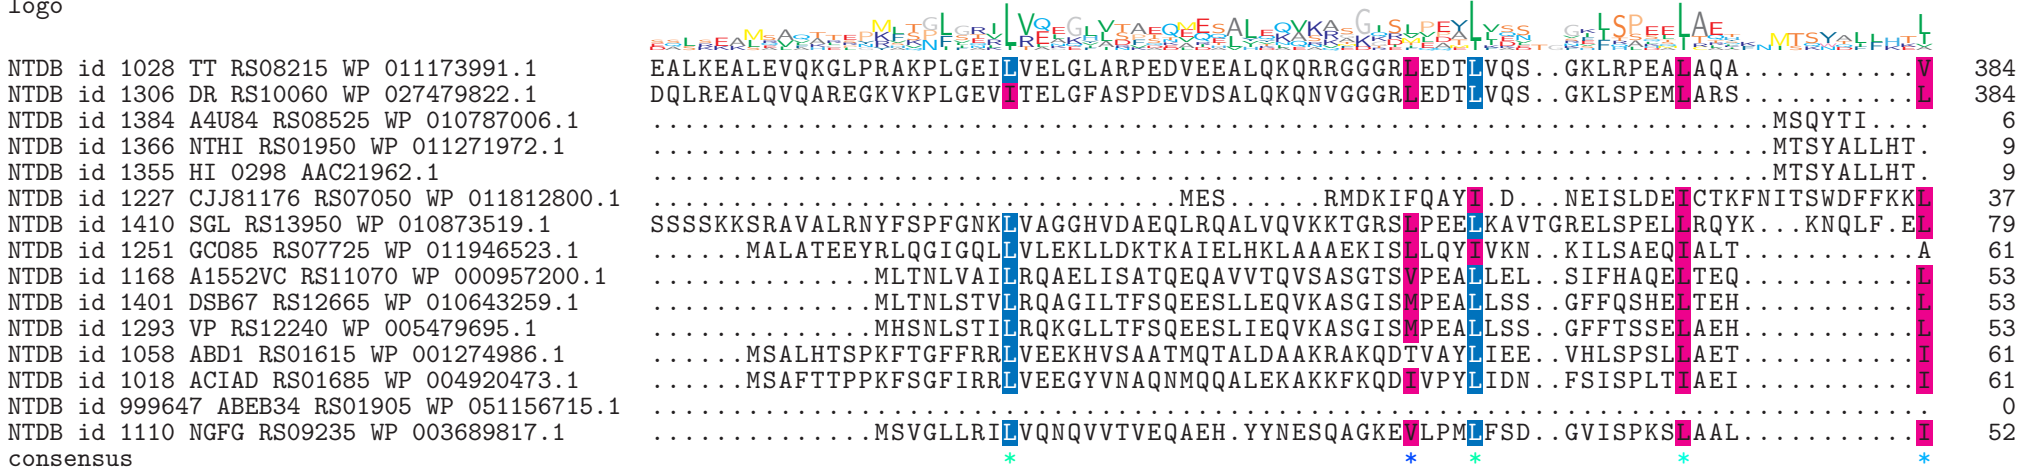 logo
NTDB id 1028 TT RS08215 WP 011173991.1 EALKEALEVQKGLPRAKPLGEILVELGLARPEDVEEALQKQRRGGGRLEDTLVQS..GKLRPEALAQA...........V 384
NTDB id 1306 DR RS10060 WP 027479822.1 DQLREALQVQAREGKVKPLGEVITELGFASPDEVDSALQKQNVGGGRLEDTLVQS..GKLSPEMLARS...........L 384
NTDB id 1384 A4U84 RS08525 WP 010787006.1 ......................................................................MSQYTI.... 6
NTDB id 1366 NTHI RS01950 WP 011271972.1 ......................................................................MTSYALLHT. 9
NTDB id 1355 HI 0298 AAC21962.1 ......................................................................MTSYALLHT. 9
NTDB id 1227 CJJ81176 RS07050 WP 011812800.1 .................................MES......RMDKIFQAYI.D...NEISLDEICTKFNITSWDFFKKL 37
NTDB id 1410 SGL RS13950 WP 010873519.1 SSSSKKSRAVALRNYFSPFGNKLVAGGHVDAEQLRQALVQVKKTGRSLPEELKAVTGRELSPELLRQYK...KNQLF.EL 79
NTDB id 1251 GCO85 RS07725 WP 011946523.1 ......MALATEEYRLQGIGQLLVLEKLLDKTKAIELHKLAAAEKISLLQYIVKN..KILSAEQIALT...........A 61
NTDB id 1168 A1552VC RS11070 WP 000957200.1 ..............MLTNLVAILRQAELISATQEQAVVTQVSASGTSVPEALLEL..SIFHAQELTEQ...........L 53
NTDB id 1401 DSB67 RS12665 WP 010643259.1 ..............MLTNLSTVLRQAGILTFSQEESLLEQVKASGISMPEALLSS..GFFQSHELTEH...........L 53
NTDB id 1293 VP RS12240 WP 005479695.1 ..............MHSNLSTILRQKGLLTFSQEESLIEQVKASGISMPEALLSS..GFFTSSELAEH...........L 53
NTDB id 1058 ABD1 RS01615 WP 001274986.1 ......MSALHTSPKFTGFFRRLVEEKHVSAATMQTALDAAKRAKQDTVAYLIEE..VHLSPSLLAET...........I 61
NTDB id 1018 ACIAD RS01685 WP 004920473.1 ......MSAFTTPPKFSGFIRRLVEEGYVNAQNMQQALEKAKKFKQDIVPYLIDN..FSISPLTIAEI...........I 61
NTDB id 999647 ABEB34 RS01905 WP 051156715.1 ................................................................................ 0
NTDB id 1110 NGFG RS09235 WP 003689817.1 ..............MSVGLLRILVQNQVVTVEQAEH.YYNESQAGKEVLPMLFSD..GVISPKSLAAL...........I 52
consensus * * * * *